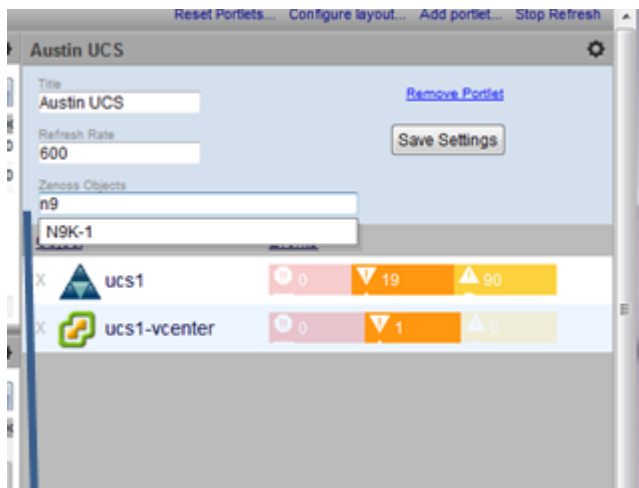 Reset Portlets... Configure layout... Add portlet... Stop Refresh
Austin UCS
Title
Austin UCS
Remove Portlet
Refresh Rate
600
Save Settings
Zenoss Objects
n9
N9K-1
ucs1 0 19 90
ucs1-vcenter 0 1 0